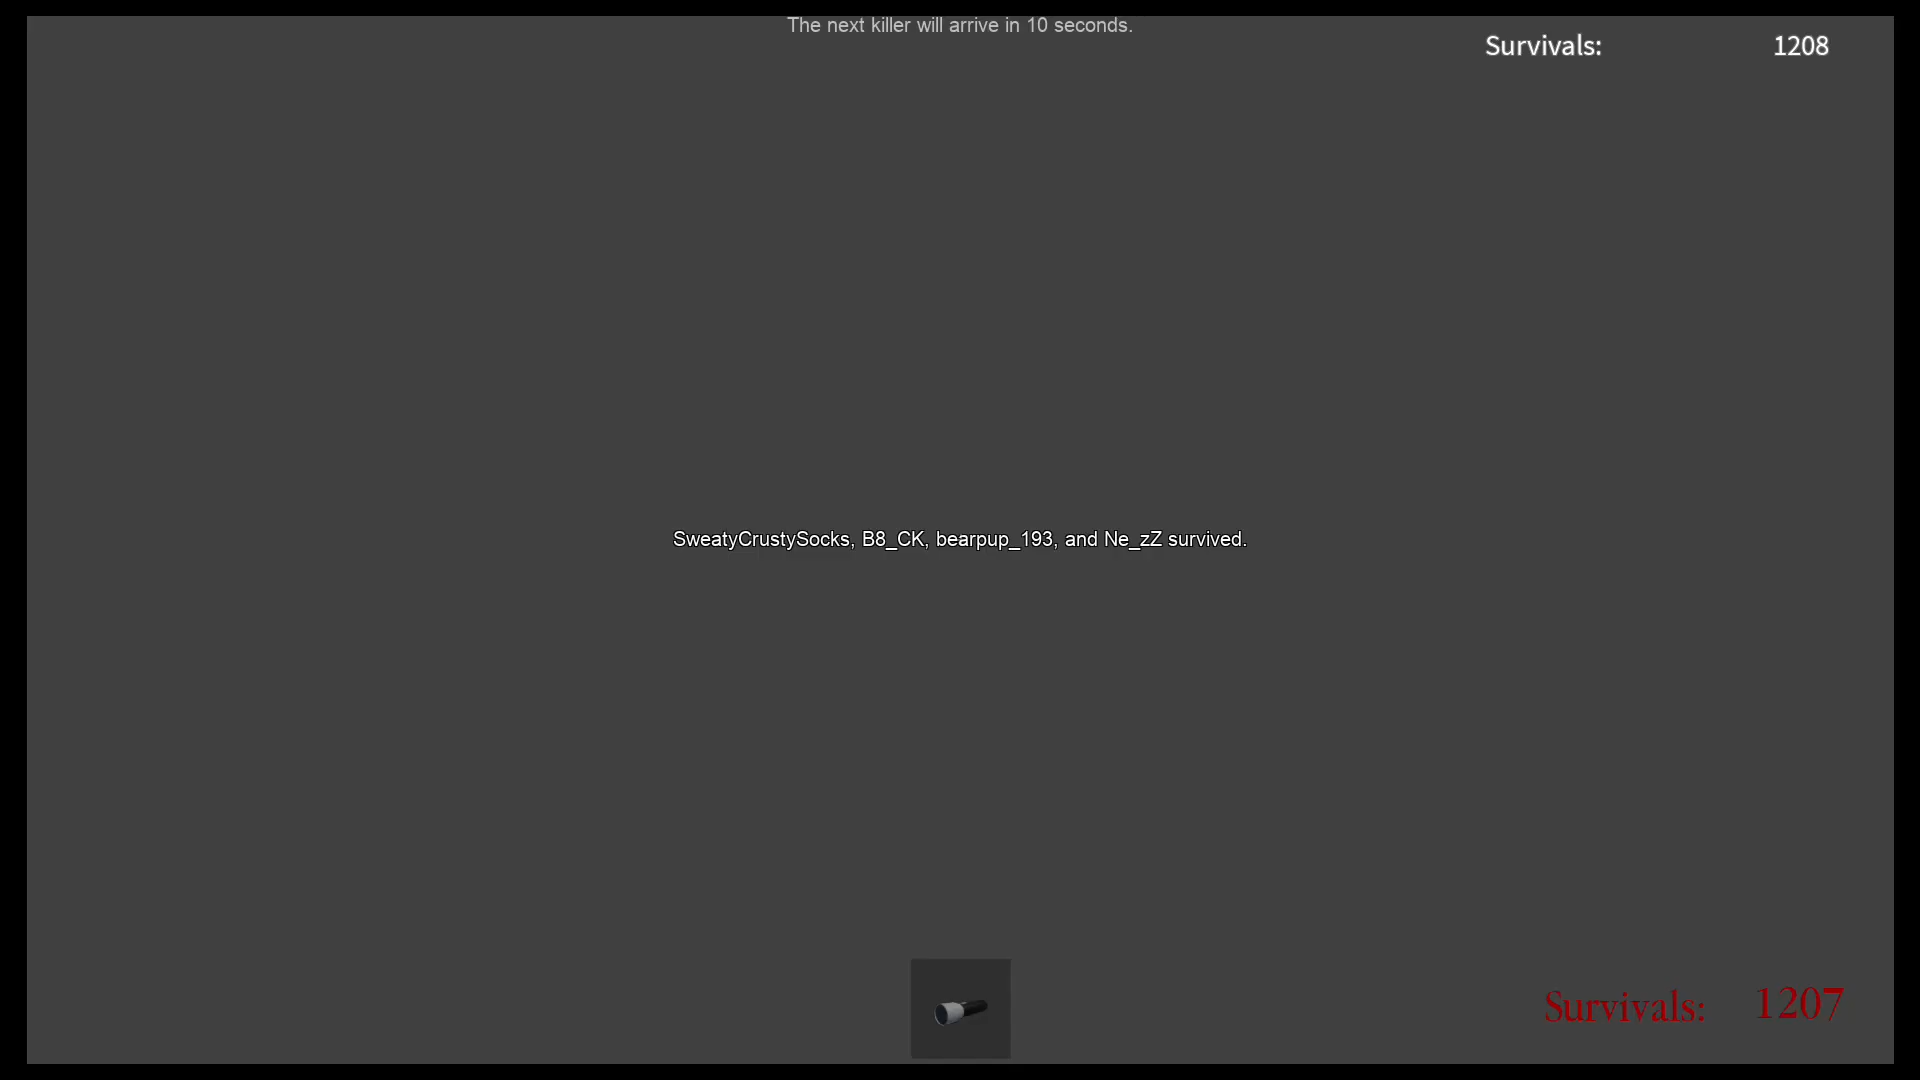 The next killer will arrive in 10 seconds.
Survivals: 1208
SweatyCrustySocks, B8_CK, bearpup_193, and Ne_zZ survived.
Survivals: 1207